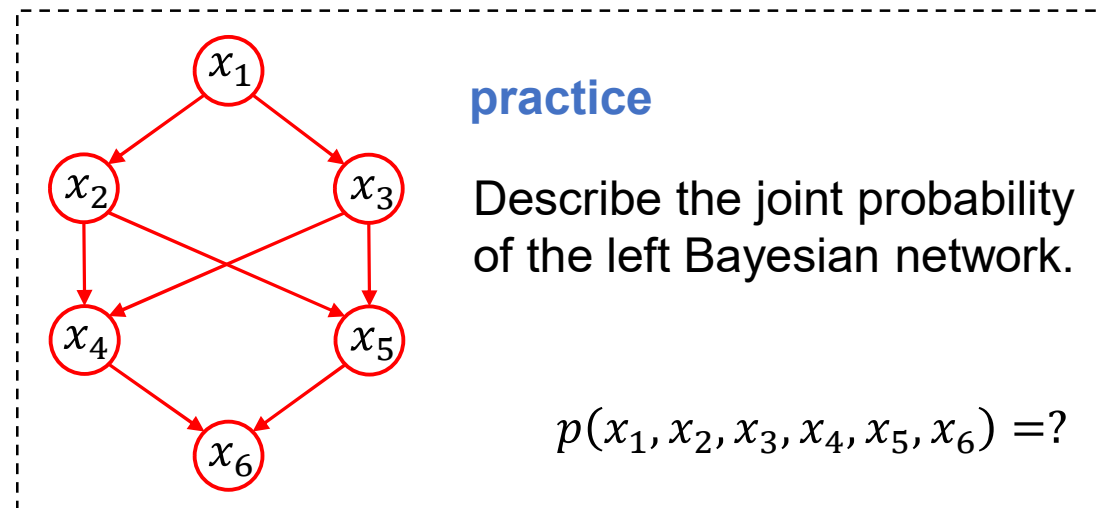 x₁
practice
x₂
x₃
Describe the joint probability
of the left Bayesian network.
x₄
x₅
p(x₁, x₂, x₃, x₄, x₅, x₆) =?
x₆